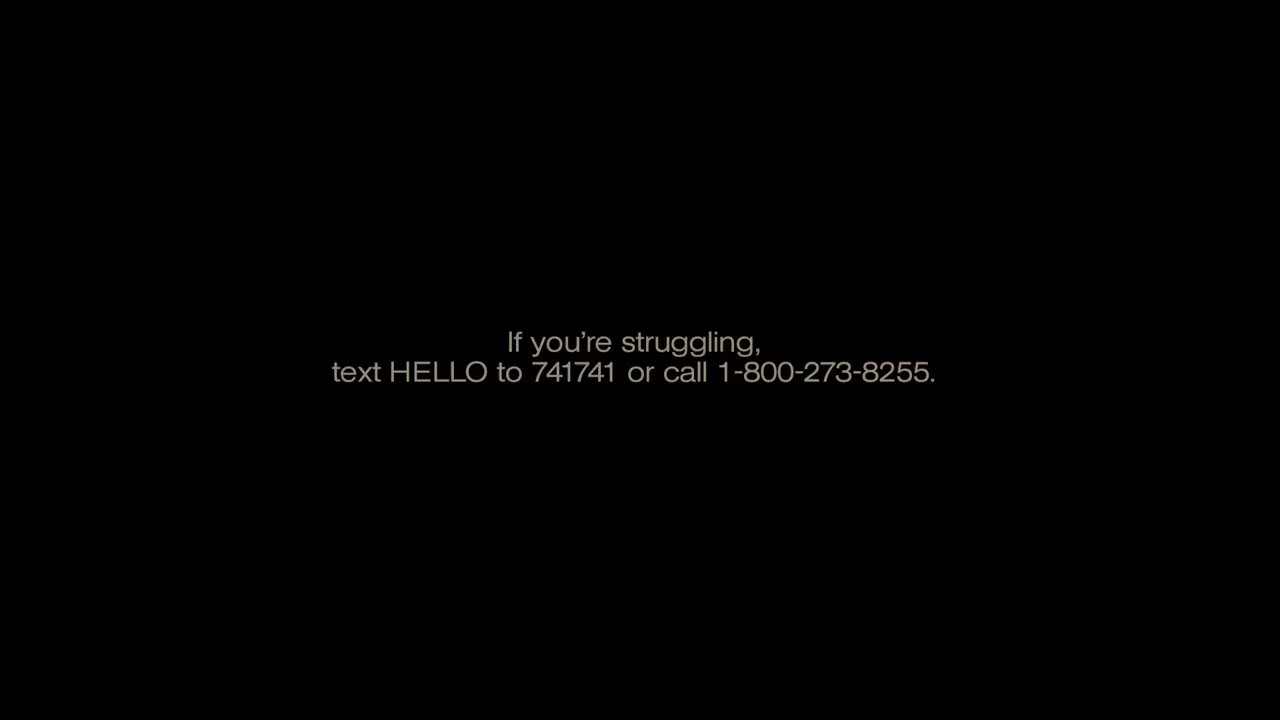 If you’re struggling,
text HELLO to 741741 or call 1-800-273-8255.